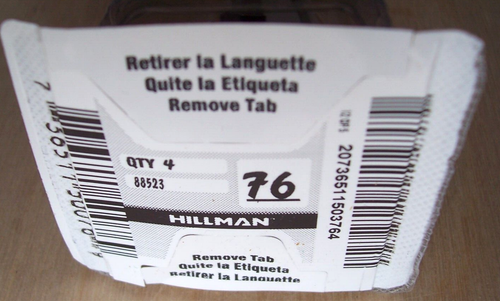 Retirer la Languette
Quite la Etiqueta
Remove Tab
QTY 4
88523
76
HILLMAN
20736511503764
Remove Tab
Quite la Etiqueta
Retirer la Languette